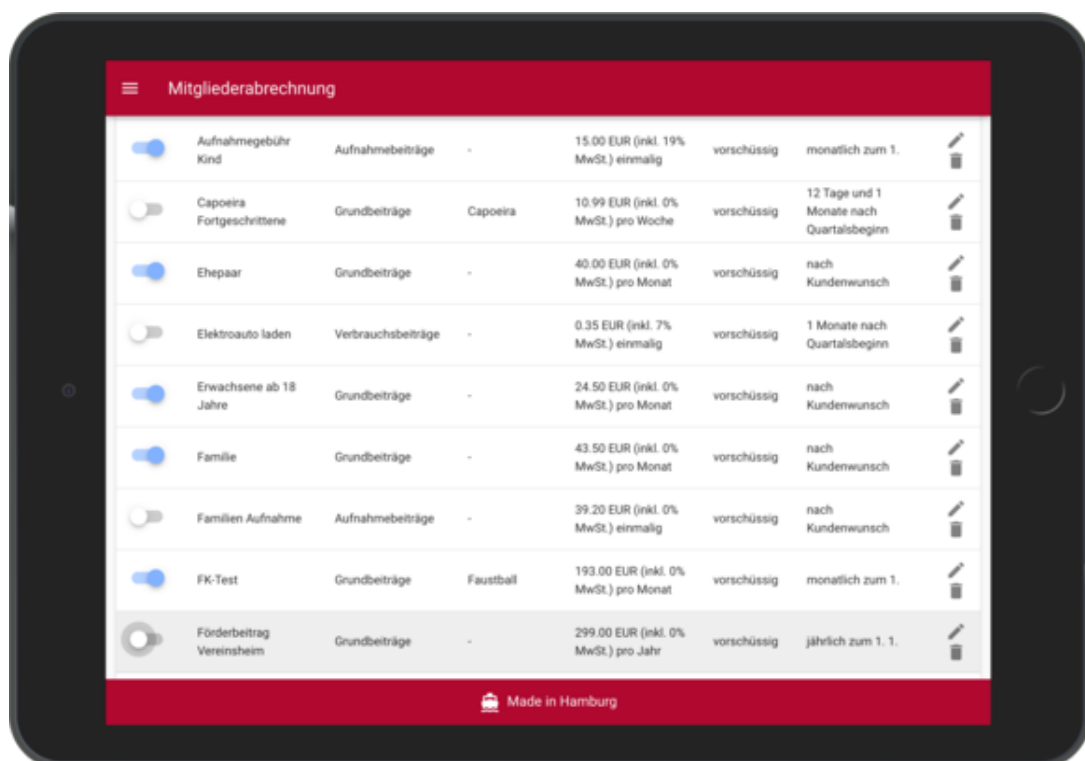 Mitgliederabrechnung
Aufnahmegebühr
Kind
Aufnahmebeiträge
-
15.00 EUR (inkl. 19%
MwSt.) einmalig
vorschüssig
monatlich zum 1.
Capoeira
Fortgeschrittene
Grundbeiträge
Capoeira
10.99 EUR (inkl. 0%
MwSt.) pro Woche
vorschüssig
12 Tage und 1
Monate nach
Quartalsbeginn
Ehepaar
Grundbeiträge
-
40.00 EUR (inkl. 0%
MwSt.) pro Monat
vorschüssig
nach
Kundenwunsch
Elektroauto laden
Verbrauchsbeiträge
-
0.35 EUR (inkl. 7%
MwSt.) einmalig
vorschüssig
1 Monate nach
Quartalsbeginn
Erwachsene ab 18
Jahre
Grundbeiträge
-
24.50 EUR (inkl. 0%
MwSt.) pro Monat
vorschüssig
nach
Kundenwunsch
Familie
Grundbeiträge
-
43.50 EUR (inkl. 0%
MwSt.) pro Monat
vorschüssig
nach
Kundenwunsch
Familien Aufnahme
Aufnahmebeiträge
-
39.20 EUR (inkl. 0%
MwSt.) einmalig
vorschüssig
nach
Kundenwunsch
FK-Test
Grundbeiträge
Faustball
193.00 EUR (inkl. 0%
MwSt.) pro Monat
vorschüssig
monatlich zum 1.
Förderbeitrag
Vereinsheim
Grundbeiträge
-
299.00 EUR (inkl. 0%
MwSt.) pro Jahr
vorschüssig
jährlich zum 1. 1.
Made in Hamburg